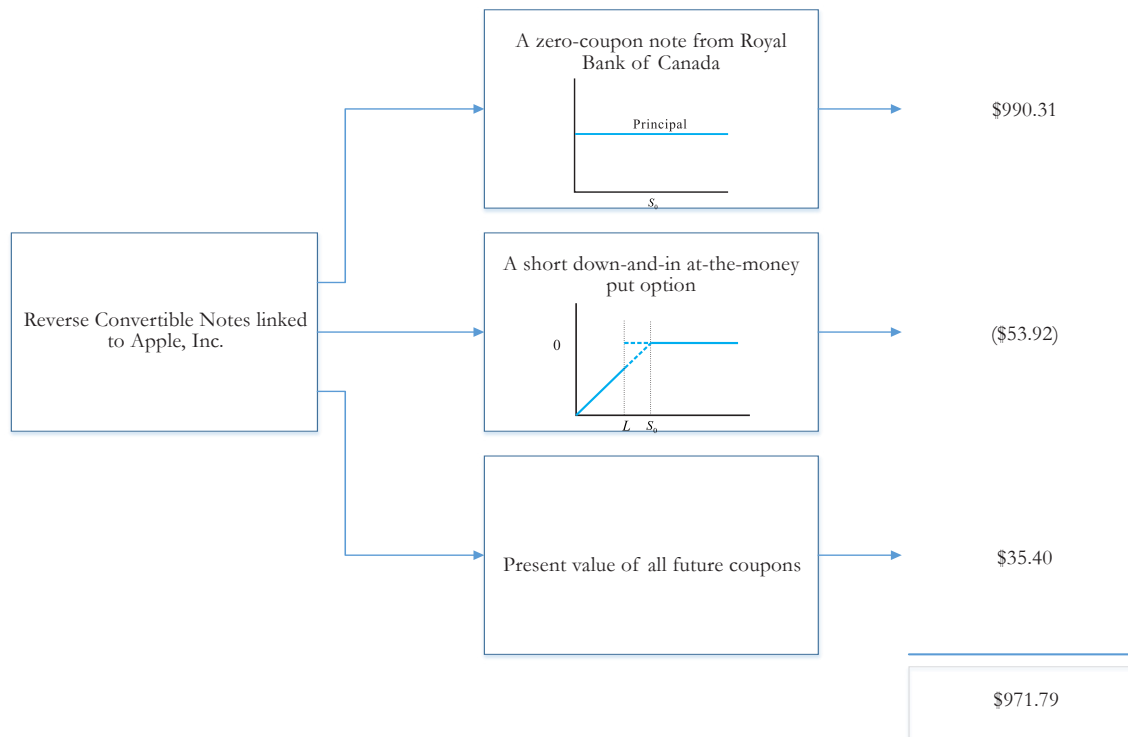 A zero-coupon note from Royal
Bank of Canada
Principal
S₀
$990.31
Reverse Convertible Notes linked
to Apple, Inc.
A short down-and-in at-the-money
put option
0
L S₀
($53.92)
Present value of all future coupons
$35.40
$971.79